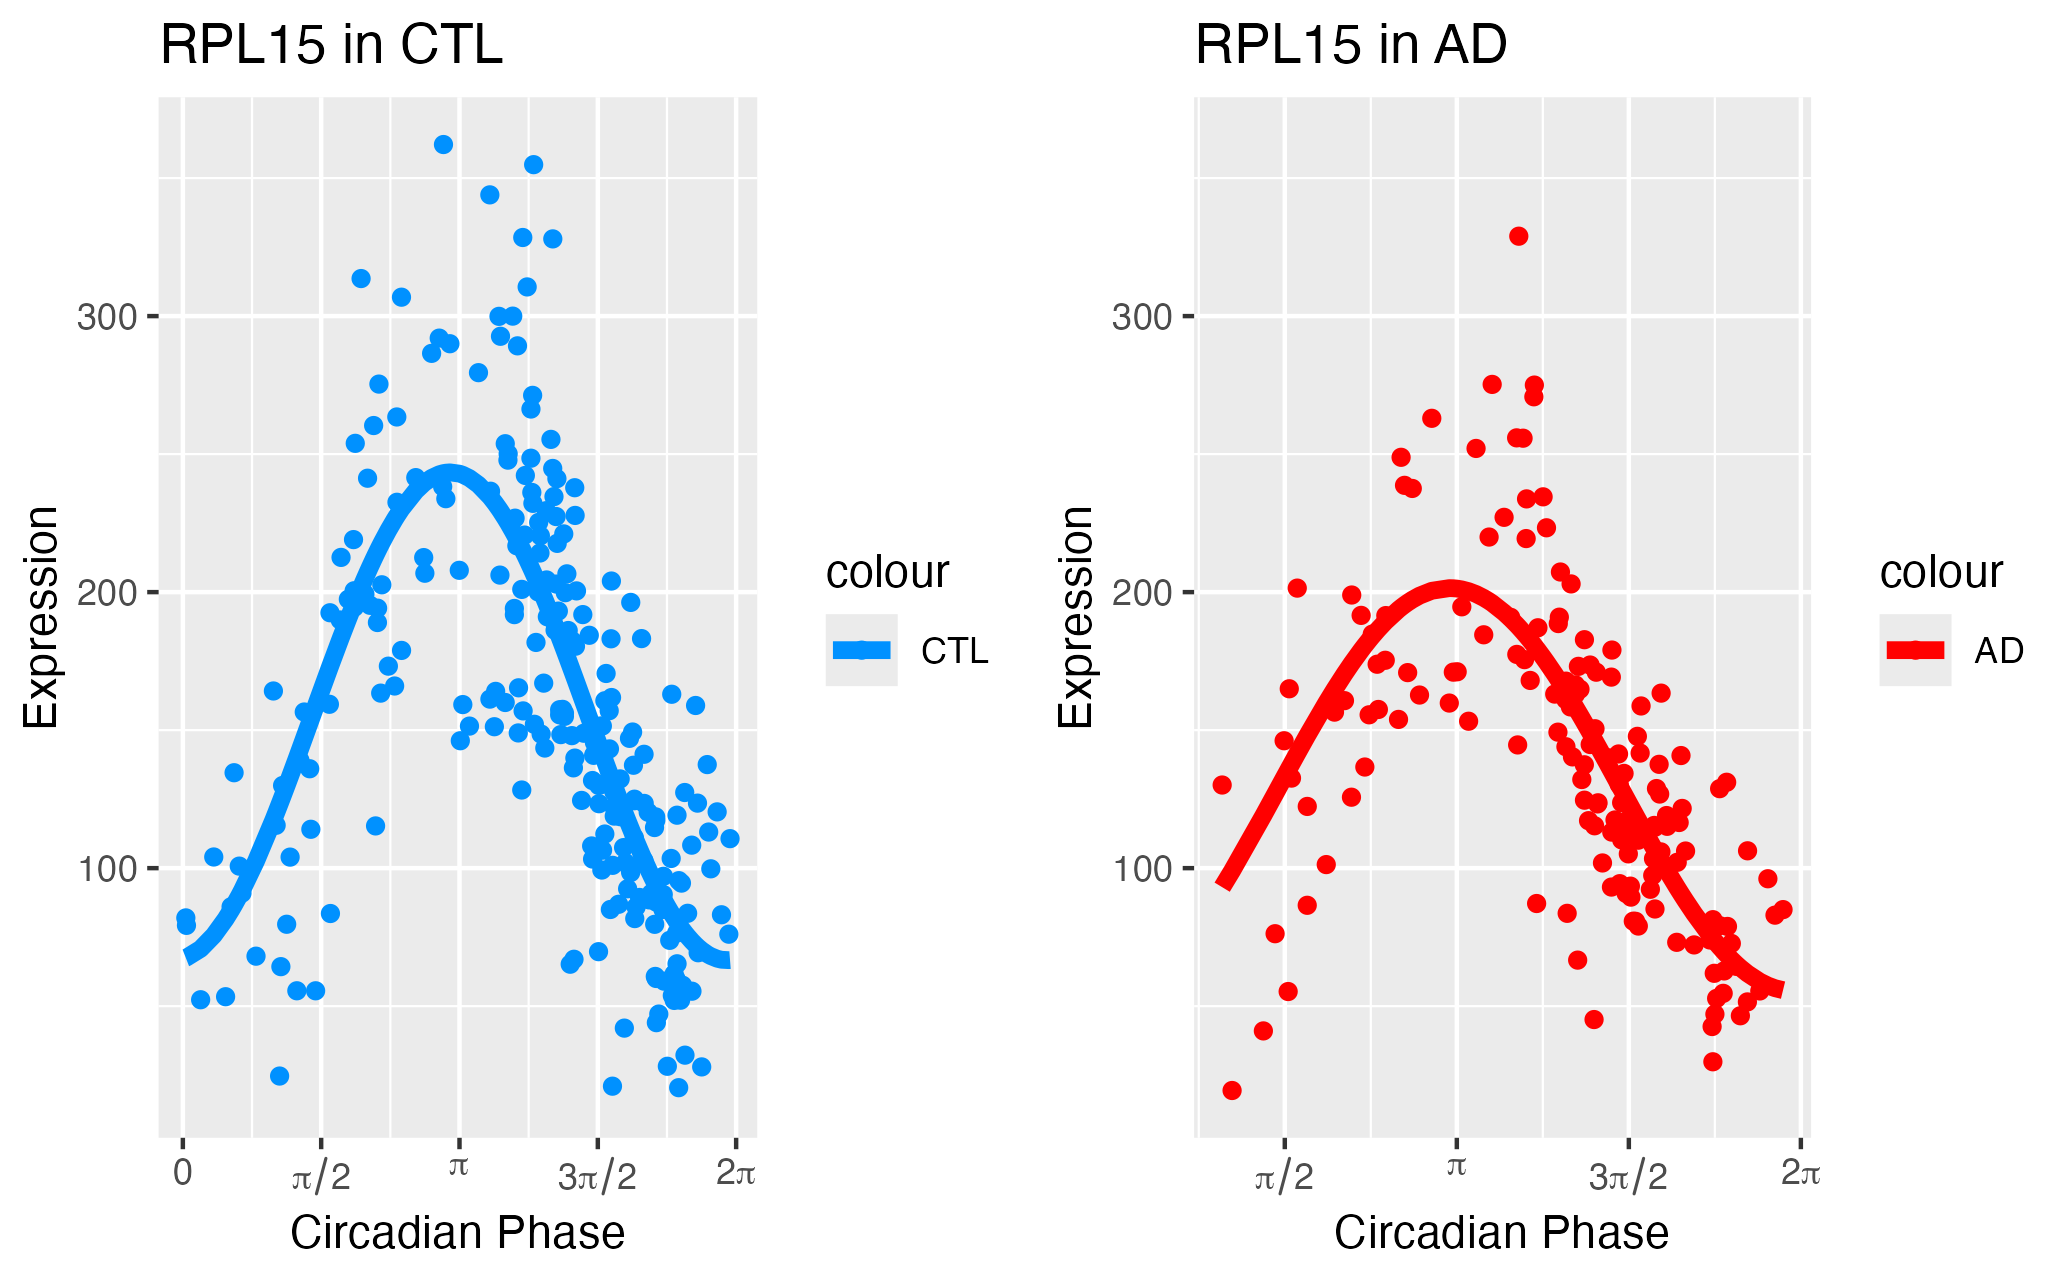 RPL15 in CTL
300
200
100
Expression
0
π/2
π
3π/2
2π
Circadian Phase
colour
CTL
RPL15 in AD
300
200
100
Expression
π/2
π
3π/2
2π
Circadian Phase
colour
AD